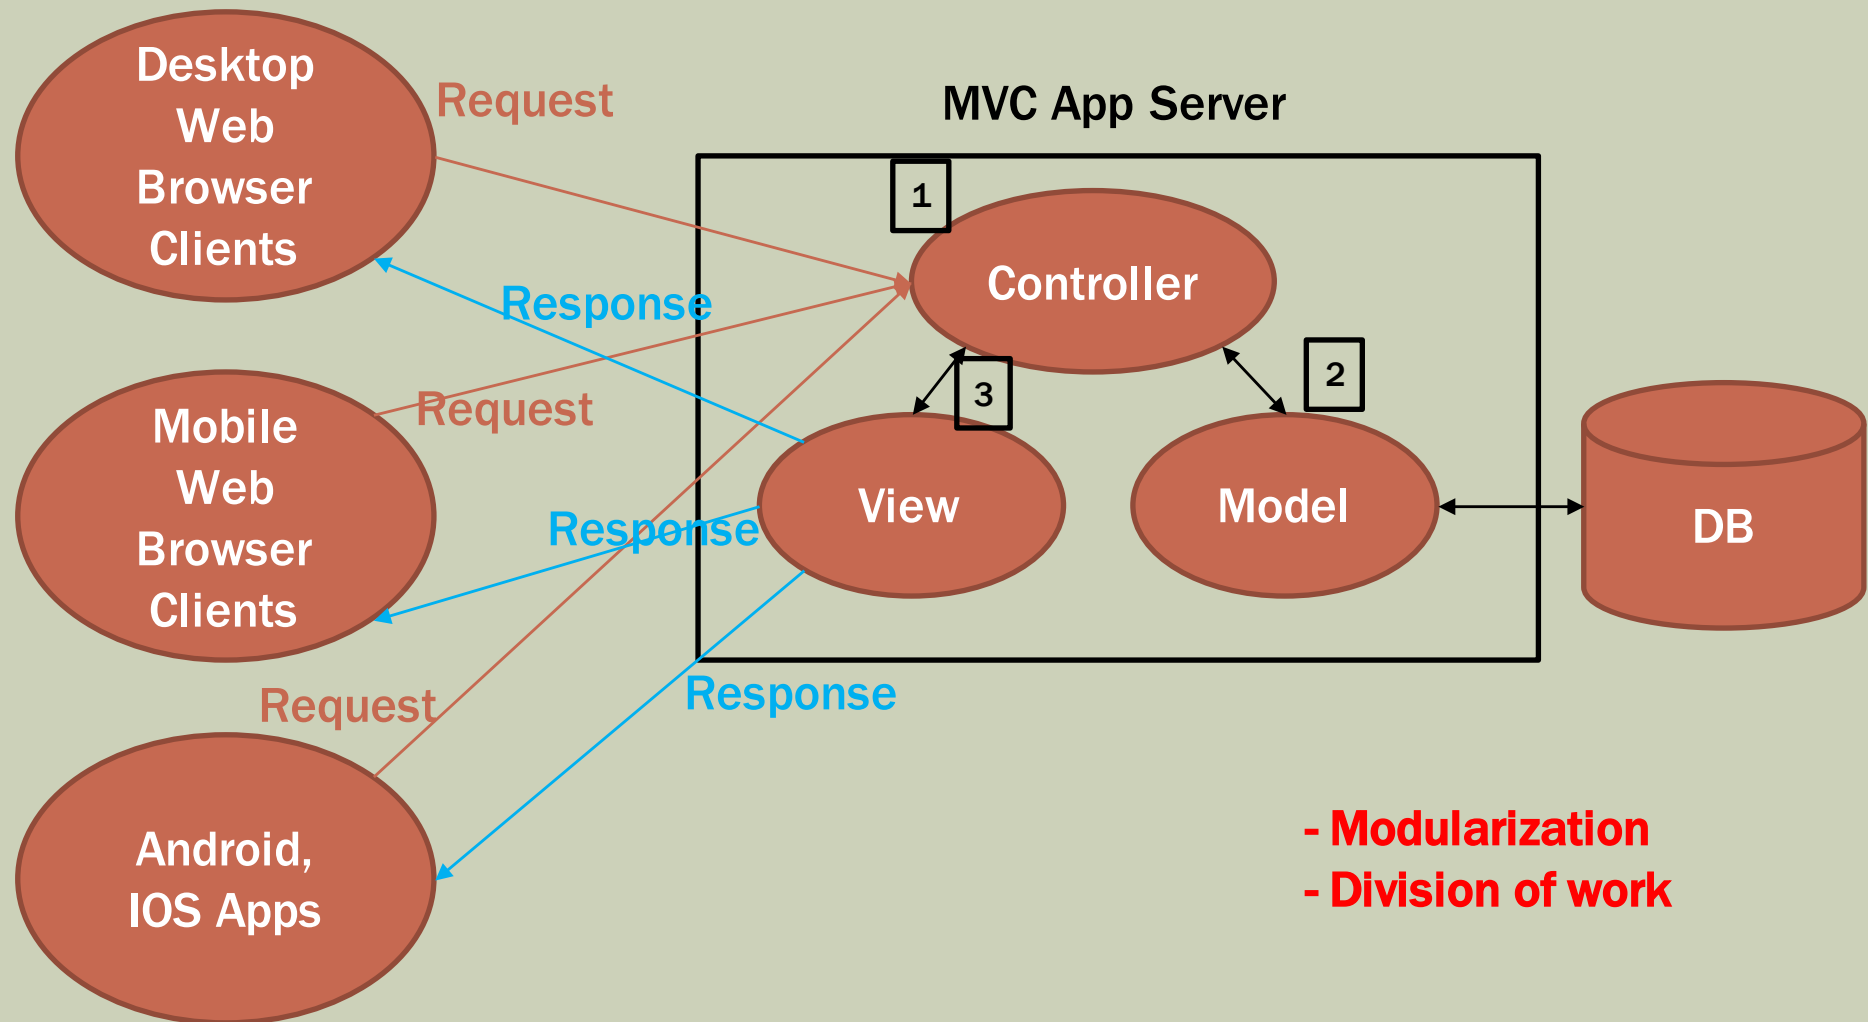 Desktop
Web
Browser
Clients
Request
MVC App Server
1
Controller
Response
2
3
Request
Mobile
Web
Browser
Clients
View
Model
DB
Response
Request
Response
Android,
IOS Apps
- Modularization
- Division of work